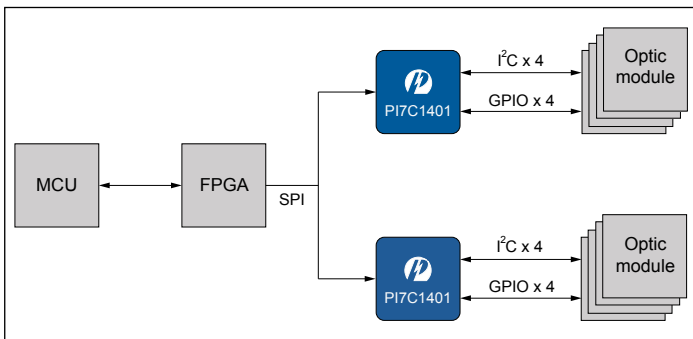 MCU
FPGA
SPI
PI7C1401
I²C x 4
GPIO x 4
Optic
module
PI7C1401
I²C x 4
GPIO x 4
Optic
module